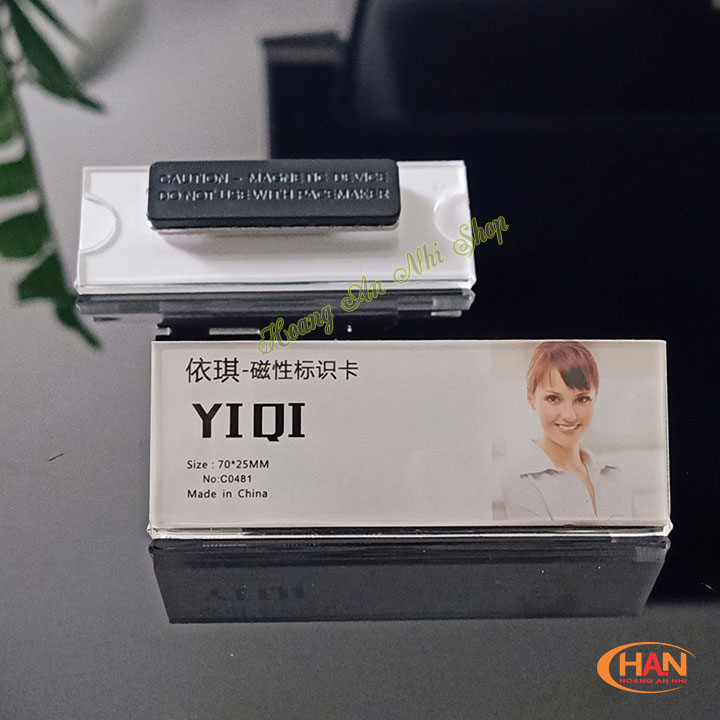 CAUTION - MAGNETIC DEVICE
DO NOT USE WITH PACEMAKER
Hoang An Nhi Shop
依琪-磁性标识卡
YIQI
Size : 70*25MM
No:C0481
Made in China
CHAN
HOANG AN NHI